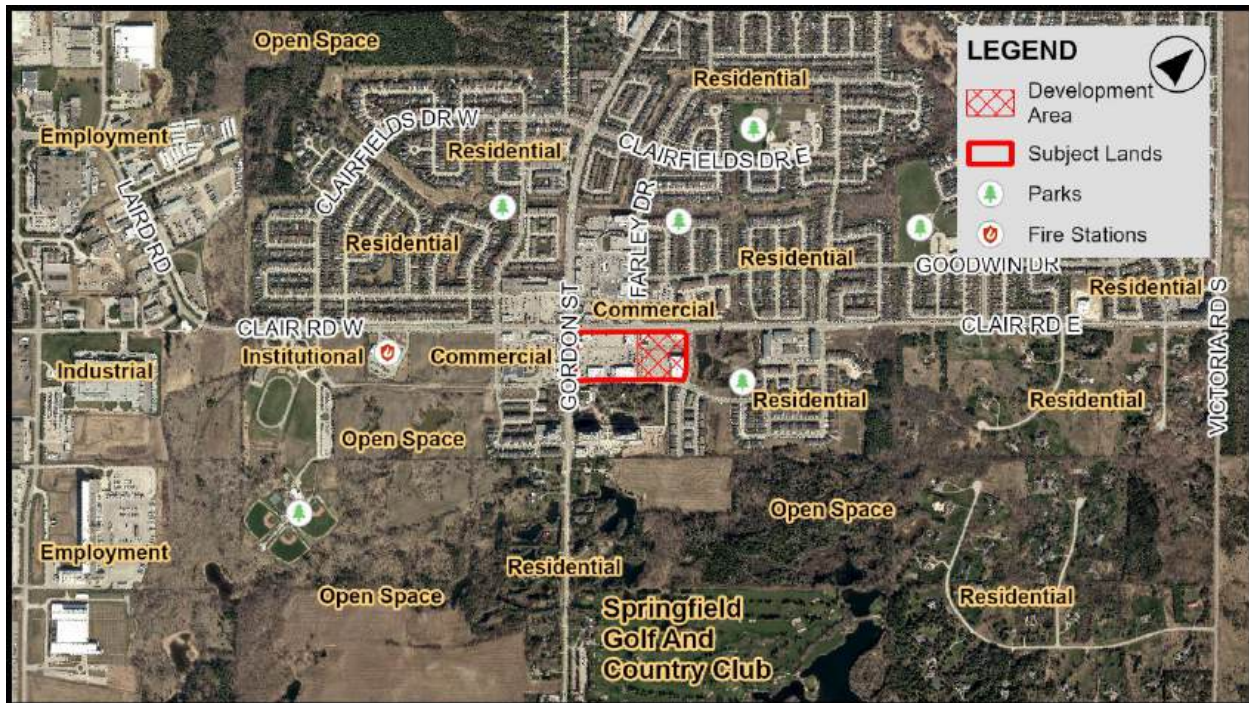 Open Space
LEGEND
Development
Area
Subject Lands
Parks
Fire Stations
Residential
Employment
CLAIRFIELDS DR W
Residential
CLAIRFIELDS DR E
LAIRD RD
Residential
FARLEY DR
Residential
GOODWIN DR
Residential
Commercial
CLAIR RD W
GORDON ST
CLAIR RD E
VICTORIA RD S
Institutional
Commercial
Industrial
Residential
Residential
Open Space
Open Space
Employment
Residential
Open Space
Residential
Springfield
Golf And
Country Club